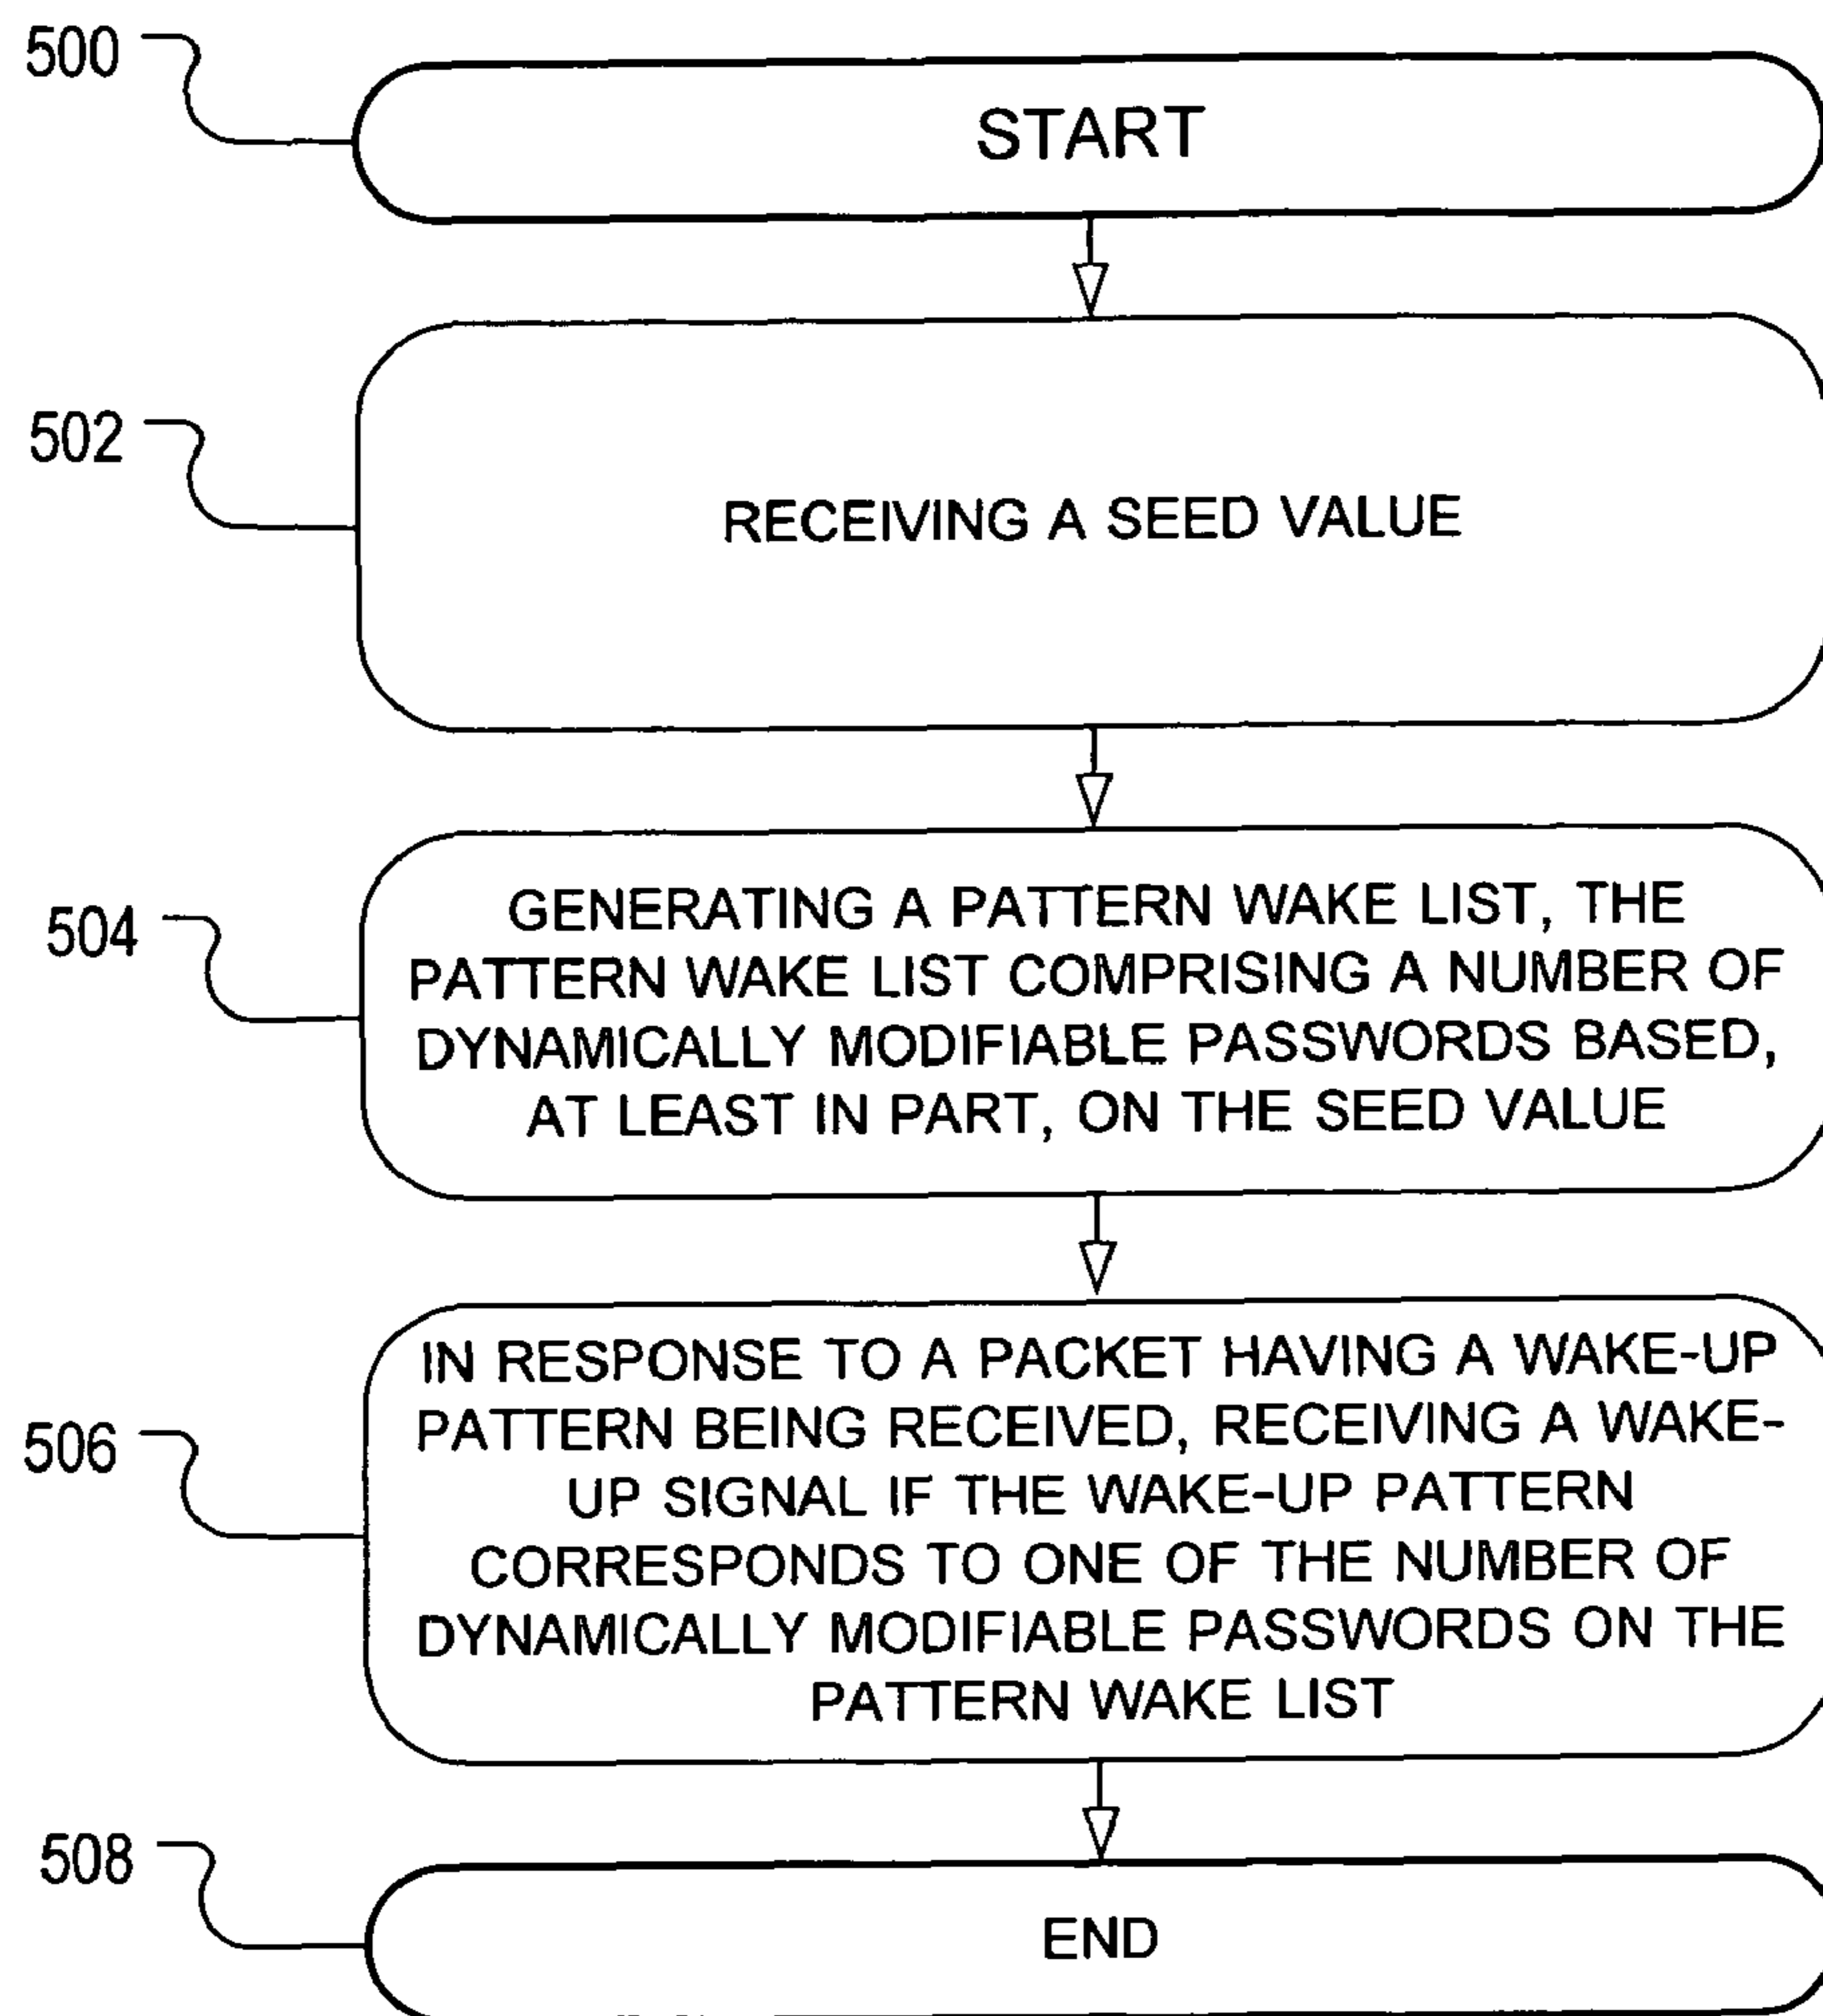 500
START
502
RECEIVING A SEED VALUE
504
GENERATING A PATTERN WAKE LIST, THE
PATTERN WAKE LIST COMPRISING A NUMBER OF
DYNAMICALLY MODIFIABLE PASSWORDS BASED,
AT LEAST IN PART, ON THE SEED VALUE
506
IN RESPONSE TO A PACKET HAVING A WAKE-UP
PATTERN BEING RECEIVED, RECEIVING A WAKE-
UP SIGNAL IF THE WAKE-UP PATTERN
CORRESPONDS TO ONE OF THE NUMBER OF
DYNAMICALLY MODIFIABLE PASSWORDS ON THE
PATTERN WAKE LIST
508
END